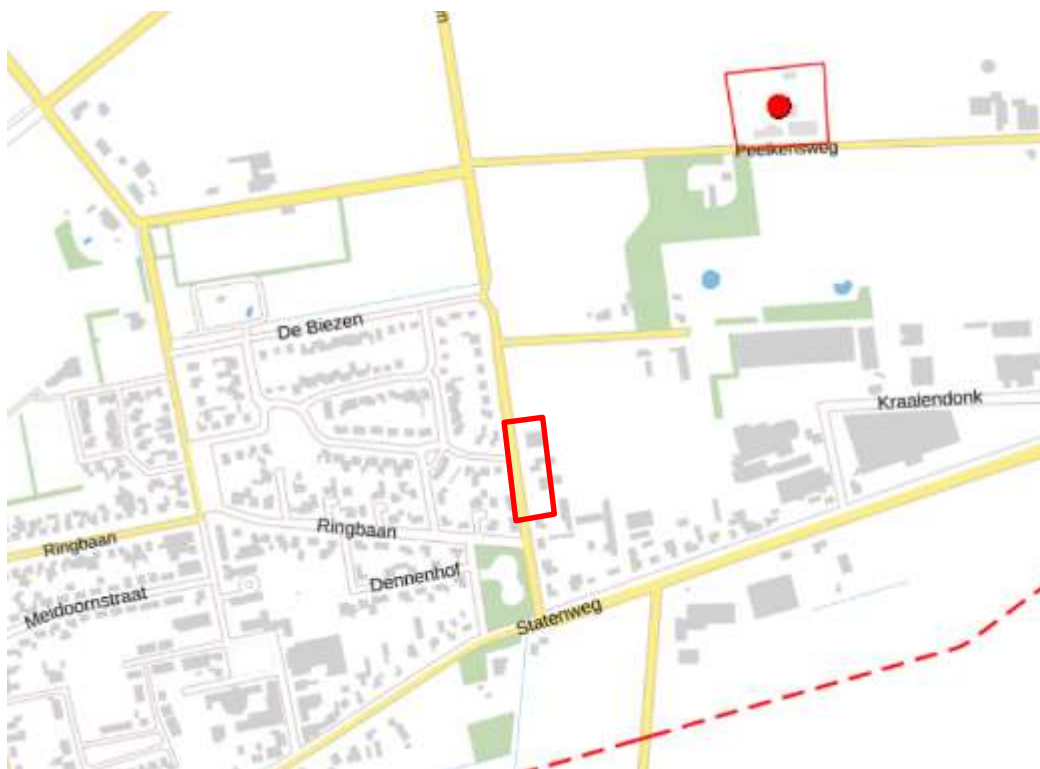 Peelkensweg
De Biezen
Kraalendonk
Ringbaan
Ringbaan
Dennenhof
Meidoornstraat
Statenweg